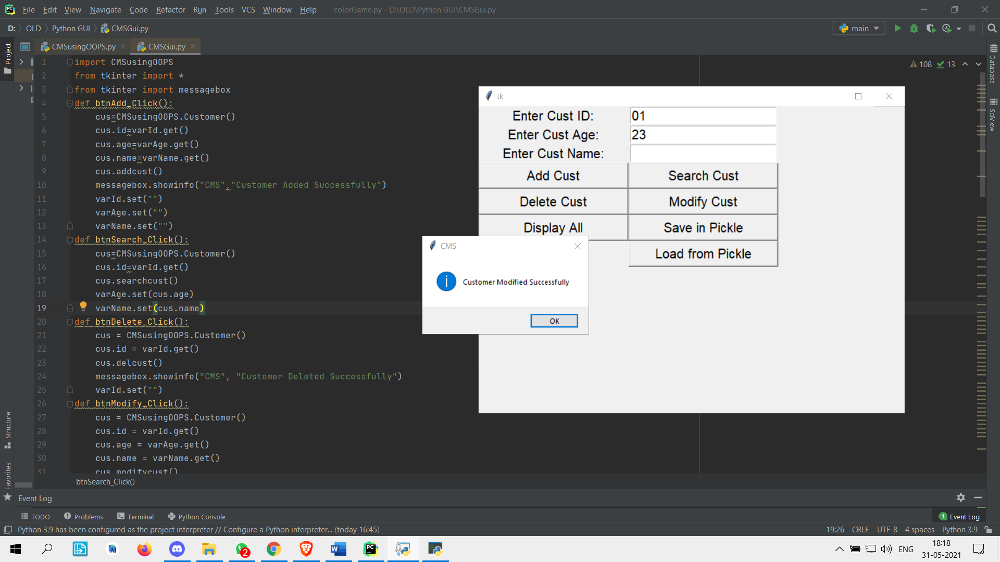 File Edit View Navigate Code Refactor Run Tools VCS Window Help colorGame.py - D:\OLD\Python GUI\CMSGui.py
D: OLD Python GUI CMSGui.py main
Project CMSusingOOPS.py CMSGui.py
108 13
1 import CMSusingOOPS
2 from tkinter import *
3 from tkinter import messagebox
4 def btnAdd_Click():
5 cus=CMSusingOOPS.Customer()
6 cus.id=varId.get()
7 cus.age=varAge.get()
8 cus.name=varName.get()
9 cus.addcust()
10 messagebox.showinfo("CMS","Customer Added Successfully")
11 varId.set("")
12 varAge.set("")
13 varName.set("")
14 def btnSearch_Click():
15 cus=CMSusingOOPS.Customer()
16 cus.id=varId.get()
17 cus.searchcust()
18 varAge.set(cus.age)
19 varName.set(cus.name)
20 def btnDelete_Click():
21 cus = CMSusingOOPS.Customer()
22 cus.id = varId.get()
23 cus.delcust()
24 messagebox.showinfo("CMS", "Customer Deleted Successfully")
25 varId.set("")
26 def btnModify_Click():
27 cus = CMSusingOOPS.Customer()
28 cus.id = varId.get()
29 cus.age = varAge.get()
30 cus.name = varName.get()
31 cus.modifycust()
btnSearch_Click()
tk
Enter Cust ID: 01
Enter Cust Age: 23
Enter Cust Name:
Add Cust Search Cust
Delete Cust Modify Cust
Display All Save in Pickle
Load from Pickle
CMS
i Customer Modified Successfully
OK
Database
SciView
Structure
Favorites
Event Log
TODO Problems Terminal Python Console 1 Event Log
Python 3.9 has been configured as the project interpreter // Configure a Python interpreter... (today 16:45) 19:26 CRLF UTF-8 4 spaces Python 3.9
2 PC ENG 18:18
31-05-2021